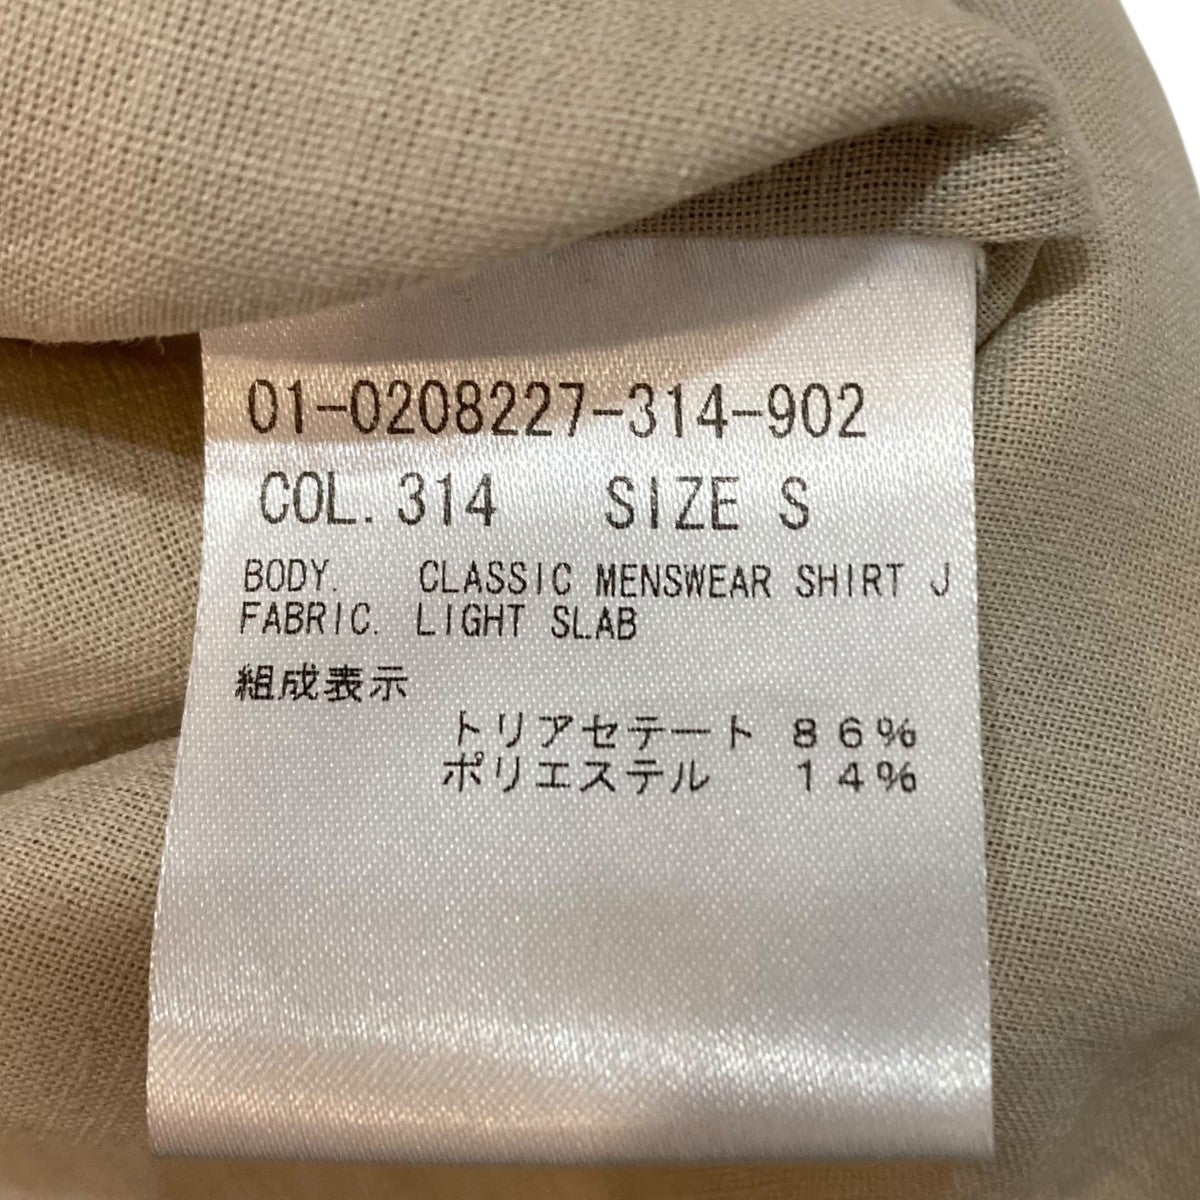 01-0208227-314-902
COL. 314 SIZE S
BODY. CLASSIC MENSWEAR SHIRT J
FABRIC. LIGHT SLAB
組成表示
トリアセテート 86%
ポリエステル 14%